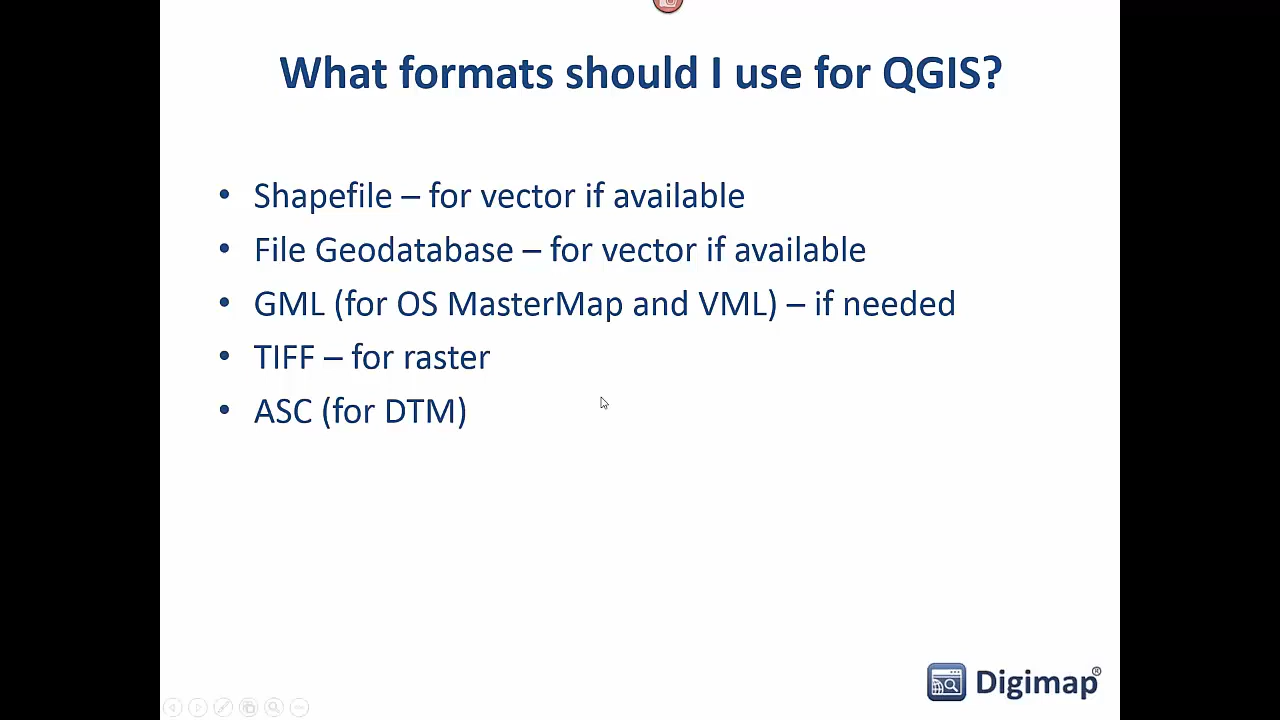 What formats should I use for QGIS?
• Shapefile – for vector if available
• File Geodatabase – for vector if available
• GML (for OS MasterMap and VML) – if needed
• TIFF – for raster
• ASC (for DTM)
Digimap®